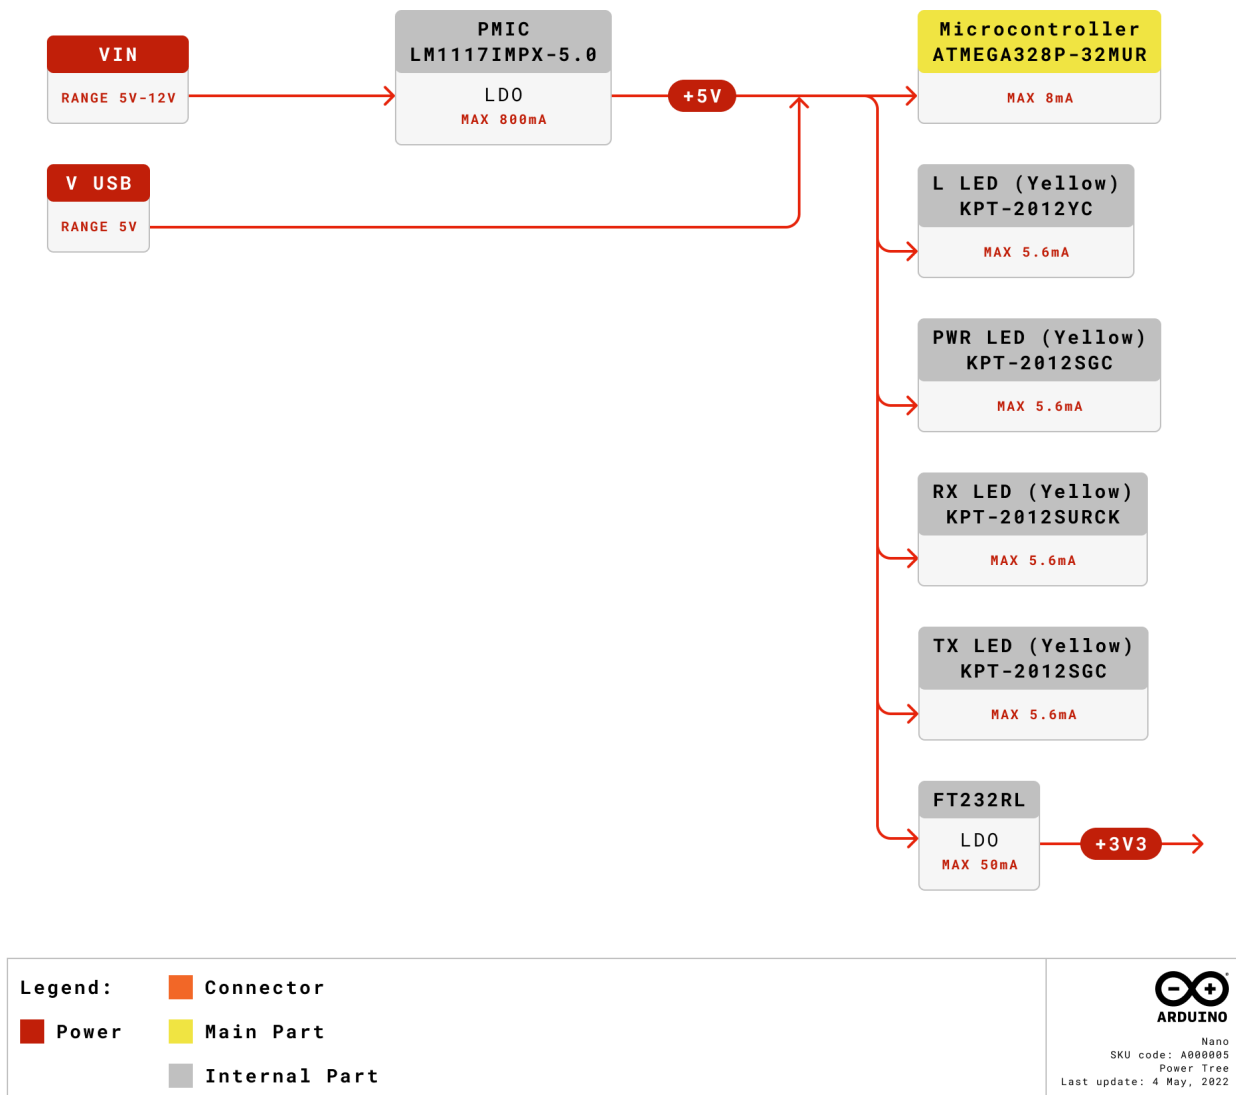 VIN
RANGE 5V-12V
PMIC
LM1117IMPX-5.0
LDO
MAX 800mA
+5V
Microcontroller
ATMEGA328P-32MUR
MAX 8mA
V USB
RANGE 5V
L LED (Yellow)
KPT-2012YC
MAX 5.6mA
PWR LED (Yellow)
KPT-2012SGC
MAX 5.6mA
RX LED (Yellow)
KPT-2012SURCK
MAX 5.6mA
TX LED (Yellow)
KPT-2012SGC
MAX 5.6mA
FT232RL
LDO
MAX 50mA
+3V3
Legend:
Power
Connector
Main Part
Internal Part
ARDUINO
Nano
SKU code: A000005
Power Tree
Last update: 4 May, 2022